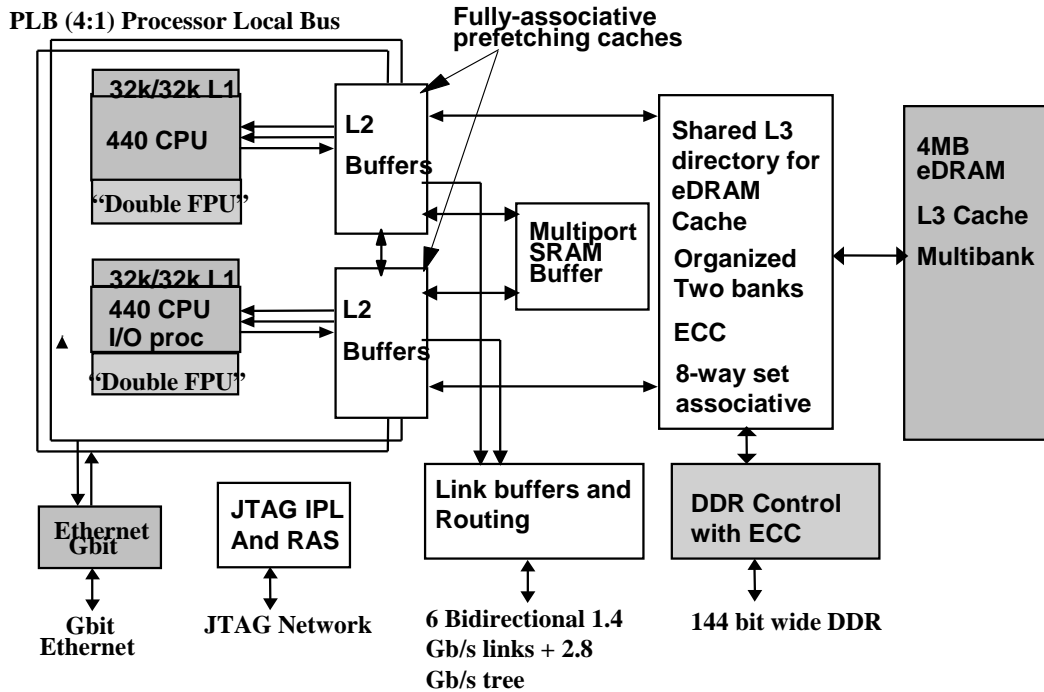 PLB (4:1) Processor Local Bus
Fully-associative
prefetching caches
32k/32k L1
440 CPU
“Double FPU”
L2
Buffers
32k/32k L1
440 CPU
I/O proc
“Double FPU”
L2
Buffers
Multiport
SRAM
Buffer
Shared L3
directory for
eDRAM
Cache
Organized
Two banks
ECC
8-way set
associative
4MB
eDRAM
L3 Cache
Multibank
Ethernet
Gbit
JTAG IPL
And RAS
Link buffers and
Routing
DDR Control
with ECC
Gbit
Ethernet
JTAG Network
6 Bidirectional 1.4
Gb/s links + 2.8
Gb/s tree
144 bit wide DDR